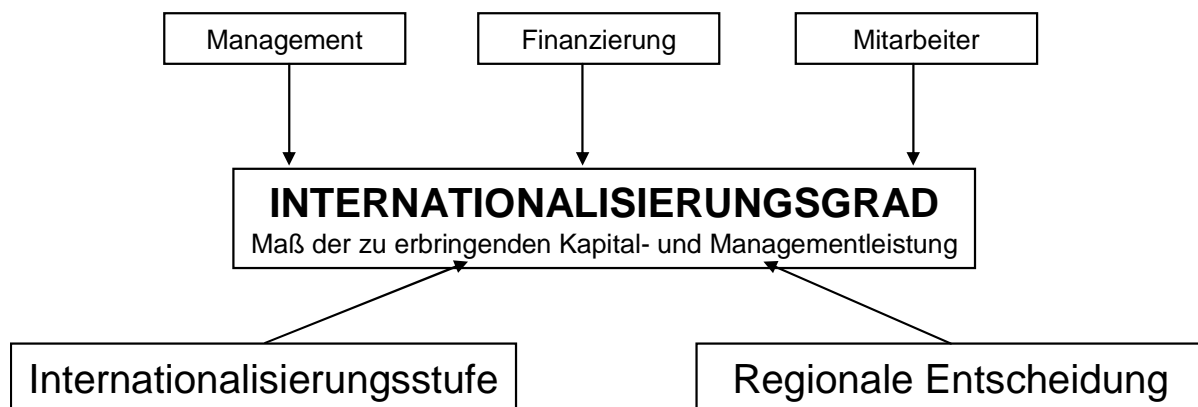 Management
Finanzierung
Mitarbeiter
INTERNATIONALISIERUNGSGRAD
Maß der zu erbringenden Kapital- und Managementleistung
Internationalisierungsstufe
Regionale Entscheidung